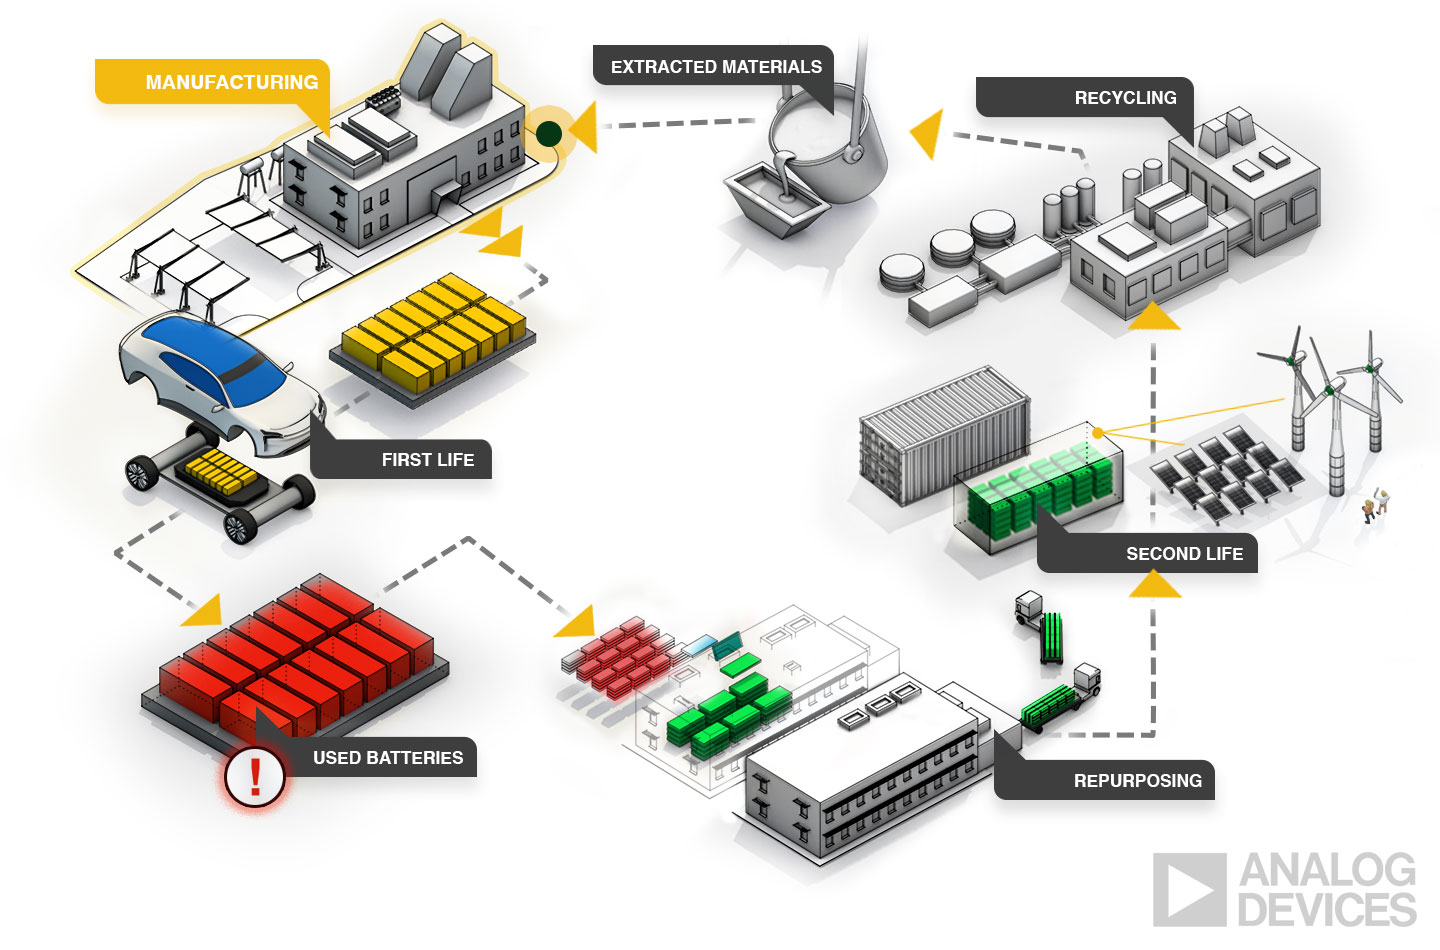 MANUFACTURING
EXTRACTED MATERIALS
RECYCLING
FIRST LIFE
SECOND LIFE
USED BATTERIES
!
REPURPOSING
ANALOG
DEVICES